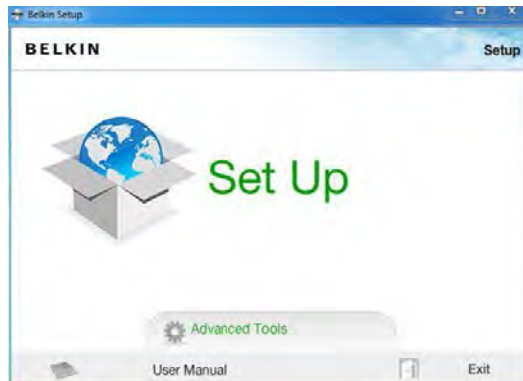 Belkin Setup
BELKIN
Setup
Set Up
Advanced Tools
User Manual
Exit